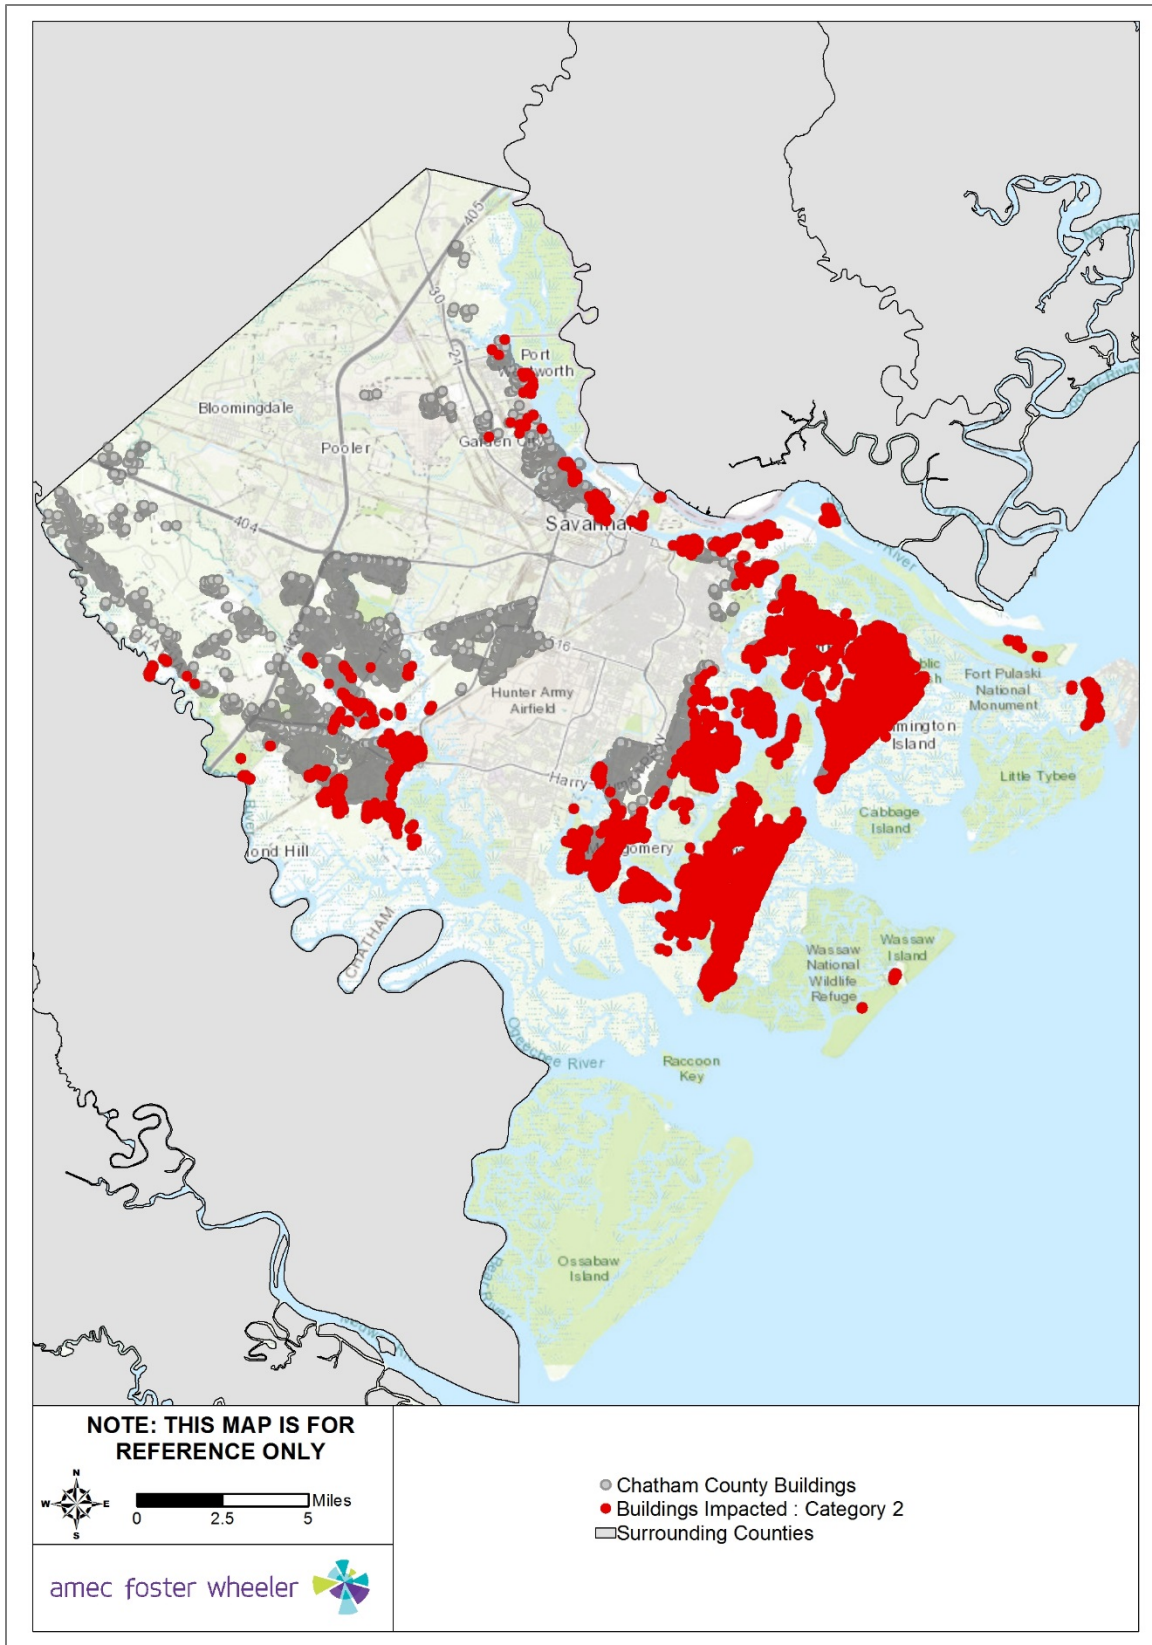 405
30
21
Port
Bloomingdale
Pooler
Savannah
404
516
Hunter Army
Airfield
Fort Pulaski
National
Monument
Island
Little Tybee
Harry
Cabbage
Island
River
ond Hill
gomery
CHATHAM
Wassaw
Island
Wassaw
National
Wildlife
Refuge
Ogeechee River
Raccoon
Key
Ossabaw
Island
NOTE: THIS MAP IS FOR
REFERENCE ONLY
N
W E
S
0 2.5 5 Miles
Chatham County Buildings
Buildings Impacted : Category 2
Surrounding Counties
amec foster wheeler